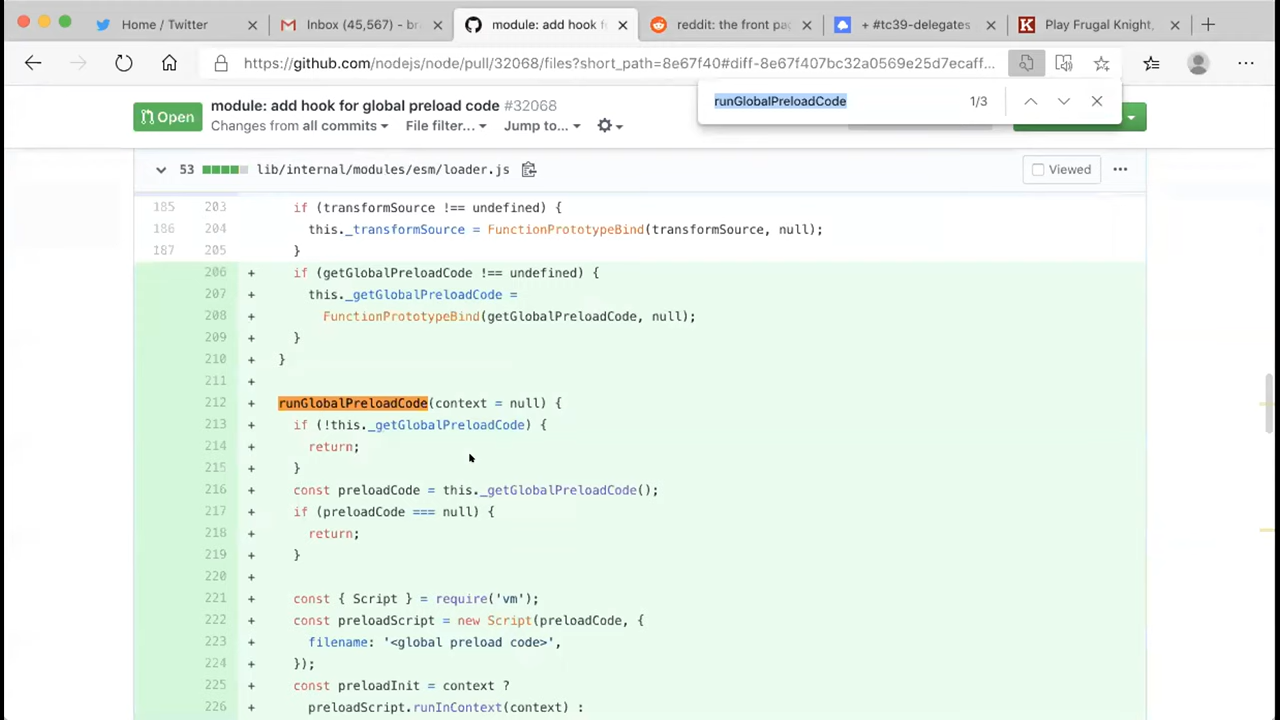 Home / Twitter
Inbox (45,567) - br
module: add hook f
reddit: the front pag
+ #tc39-delegates
Play Frugal Knight,
https://github.com/nodejs/node/pull/32068/files?short_path=8e67f40#diff-8e67f407bc32a0569e25d7ecaff...
runGlobalPreloadCode 1/3
Open
module: add hook for global preload code #32068
Changes from all commits File filter... Jump to...
53 lib/internal/modules/esm/loader.js Viewed
185 203 if (transformSource !== undefined) {
186 204 this._transformSource = FunctionPrototypeBind(transformSource, null);
187 205 }
206 + if (getGlobalPreloadCode !== undefined) {
207 + this._getGlobalPreloadCode =
208 + FunctionPrototypeBind(getGlobalPreloadCode, null);
209 + }
210 + }
211 +
212 + runGlobalPreloadCode(context = null) {
213 + if (!this._getGlobalPreloadCode) {
214 + return;
215 + }
216 + const preloadCode = this._getGlobalPreloadCode();
217 + if (preloadCode === null) {
218 + return;
219 + }
220 +
221 + const { Script } = require('vm');
222 + const preloadScript = new Script(preloadCode, {
223 + filename: '<global preload code>',
224 + });
225 + const preloadInit = context ?
226 + preloadScript.runInContext(context) :